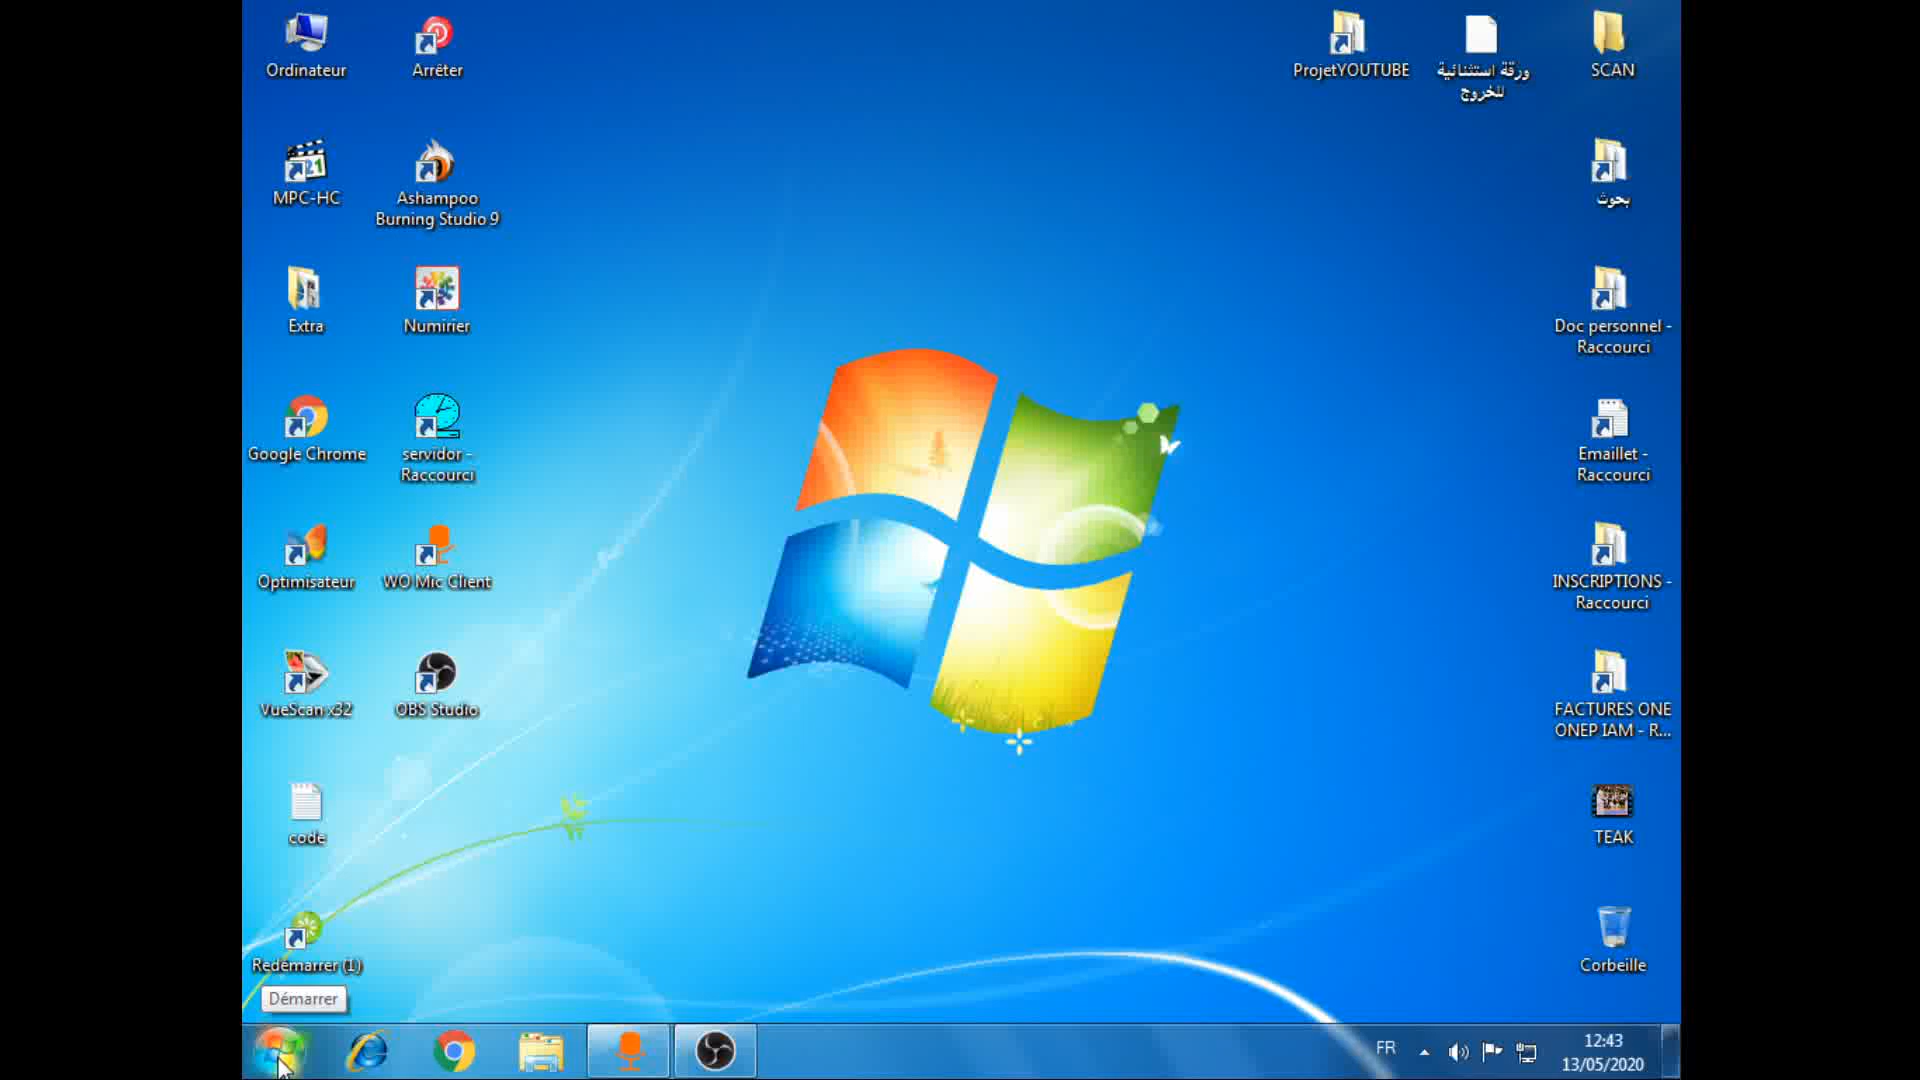 Ordinateur
Arrêter
ProjetYOUTUBE
ورقة استثنائية
للخروج
SCAN
MPC-HC
Ashampoo
Burning Studio 9
بحوث
Extra
Numirier
Doc personnel -
Raccourci
Google Chrome
servidor -
Raccourci
Emaillet -
Raccourci
Optimisateur
WO Mic Client
INSCRIPTIONS -
Raccourci
VueScan x32
OBS Studio
FACTURES ONE
ONEP IAM - R...
code
TEAK
Redémarrer (1)
Corbeille
Démarrer
FR
12:43
13/05/2020